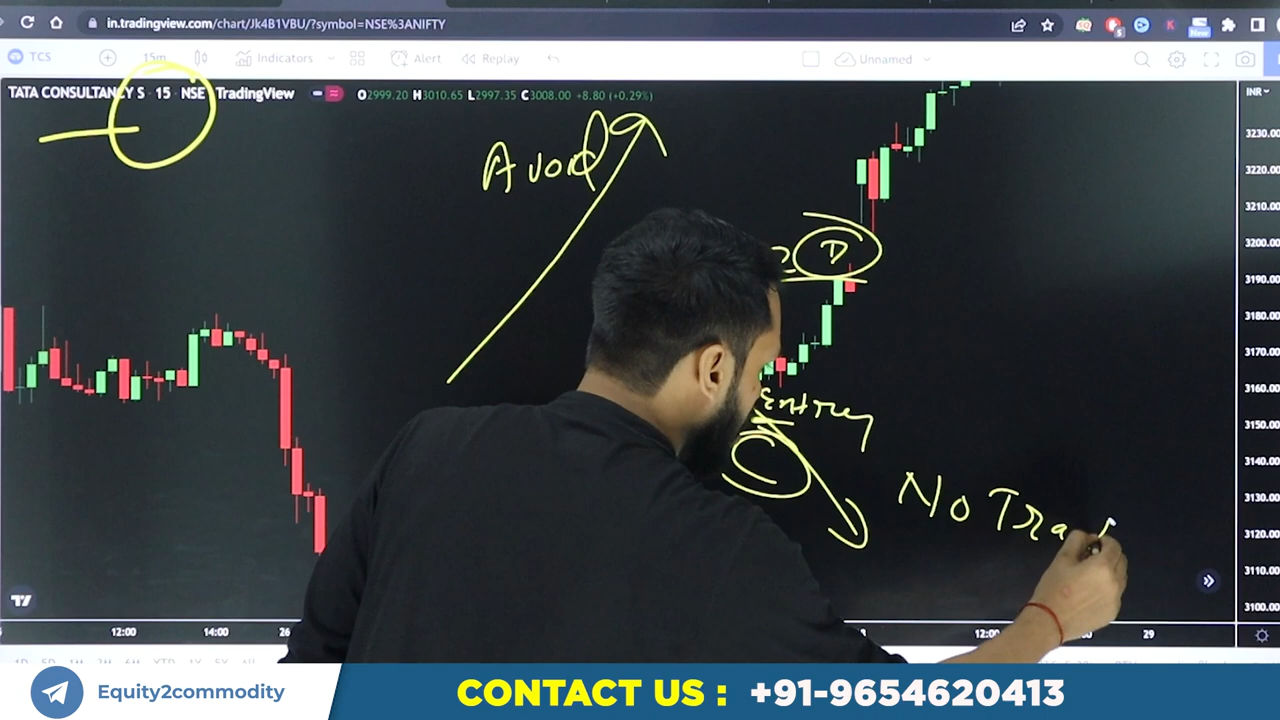 in.tradingview.com/chart/Jk4B1VBU/?symbol=NSE%3ANIFTY
TCS 15m Indicators Alert Replay Unnamed
TATA CONSULTANCY S 15 NSE TradingView O2999.20 H3010.65 L2997.35 C3008.00 +8.80 (+0.29%)
INR
Avoid
3230.00
3220.00
3210.00
3200.00
D
3190.00
3180.00
3170.00
3160.00
Entry
3150.00
C
3140.00
No Trad
3130.00
3120.00
3110.00
3100.00
12:00 14:00 26 12:00 29
Equity2commodity
CONTACT US : +91-9654620413